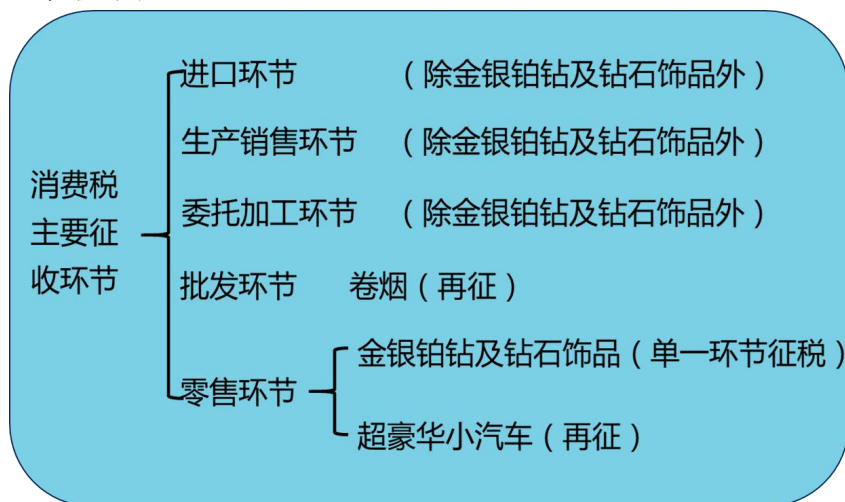 消费税
主要征
收环节
进口环节 （除金银铂钻及钻石饰品外）
生产销售环节 （除金银铂钻及钻石饰品外）
委托加工环节 （除金银铂钻及钻石饰品外）
批发环节 卷烟（再征）
零售环节
金银铂钻及钻石饰品（单一环节征税）
超豪华小汽车（再征）